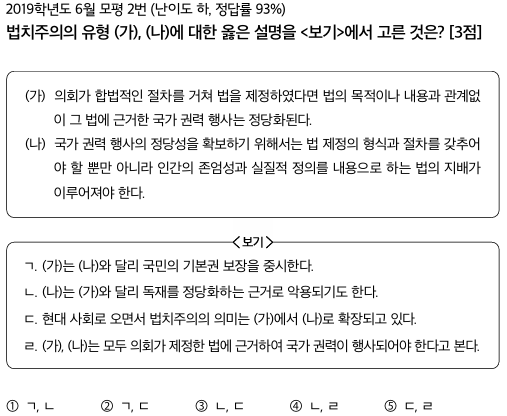 2019학년도 6월 모평 2번 (난이도 하, 정답률 93%)
법치주의의 유형 (가), (나)에 대한 옳은 설명을 <보기>에서 고른 것은? [3점]
(가) 의회가 합법적인 절차를 거쳐 법을 제정하였다면 법의 목적이나 내용과 관계없
이 그 법에 근거한 국가 권력 행사는 정당화된다.
(나) 국가 권력 행사의 정당성을 확보하기 위해서는 법 제정의 형식과 절차를 갖추어
야 할 뿐만 아니라 인간의 존엄성과 실질적 정의를 내용으로 하는 법의 지배가
이루어져야 한다.
<보기>
ㄱ. (가)는 (나)와 달리 국민의 기본권 보장을 중시한다.
ㄴ. (나)는 (가)와 달리 독재를 정당화하는 근거로 악용되기도 한다.
ㄷ. 현대 사회로 오면서 법치주의의 의미는 (가)에서 (나)로 확장되고 있다.
ㄹ. (가), (나)는 모두 의회가 제정한 법에 근거하여 국가 권력이 행사되어야 한다고 본다.
① ㄱ, ㄴ ② ㄱ, ㄷ ③ ㄴ, ㄷ ④ ㄴ, ㄹ ⑤ ㄷ, ㄹ